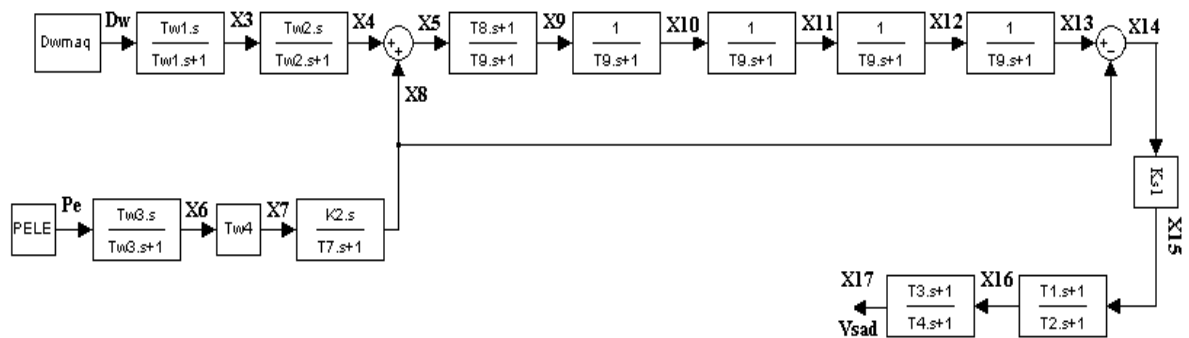 Dwmaq
Dw
Tw1.s
Tw1.s+1
X3
Tw2.s
Tw2.s+1
X4
+
+
X5
T8.s+1
T9.s+1
X9
1
T9.s+1
X10
1
T9.s+1
X11
1
T9.s+1
X12
1
T9.s+1
X13
+
−
X14
X8
Ks1
X15
PELE
Pe
Tw3.s
Tw3.s+1
X6
Tw4
X7
K2.s
T7.s+1
X17
Vsad
T3.s+1
T4.s+1
X16
T1.s+1
T2.s+1